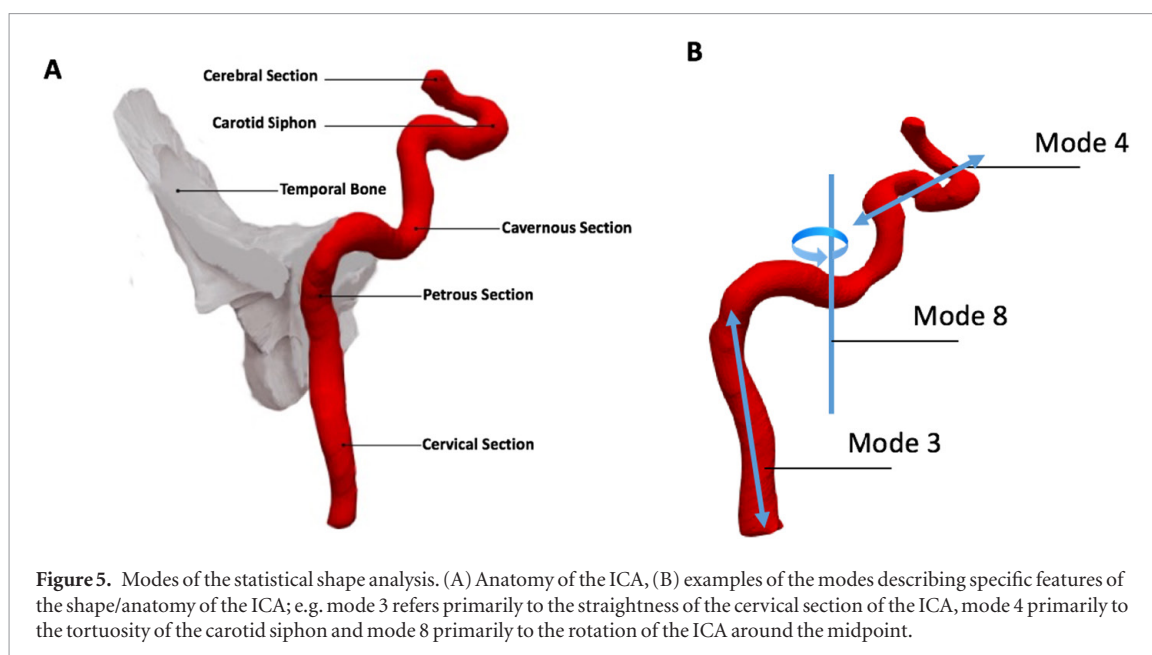 A
B
Cerebral Section
Carotid Siphon
Temporal Bone
Cavernous Section
Petrous Section
Cervical Section
Mode 4
Mode 8
Mode 3
Figure 5. Modes of the statistical shape analysis. (A) Anatomy of the ICA, (B) examples of the modes describing specific features of
the shape/anatomy of the ICA; e.g. mode 3 refers primarily to the straightness of the cervical section of the ICA, mode 4 primarily to
the tortuosity of the carotid siphon and mode 8 primarily to the rotation of the ICA around the midpoint.